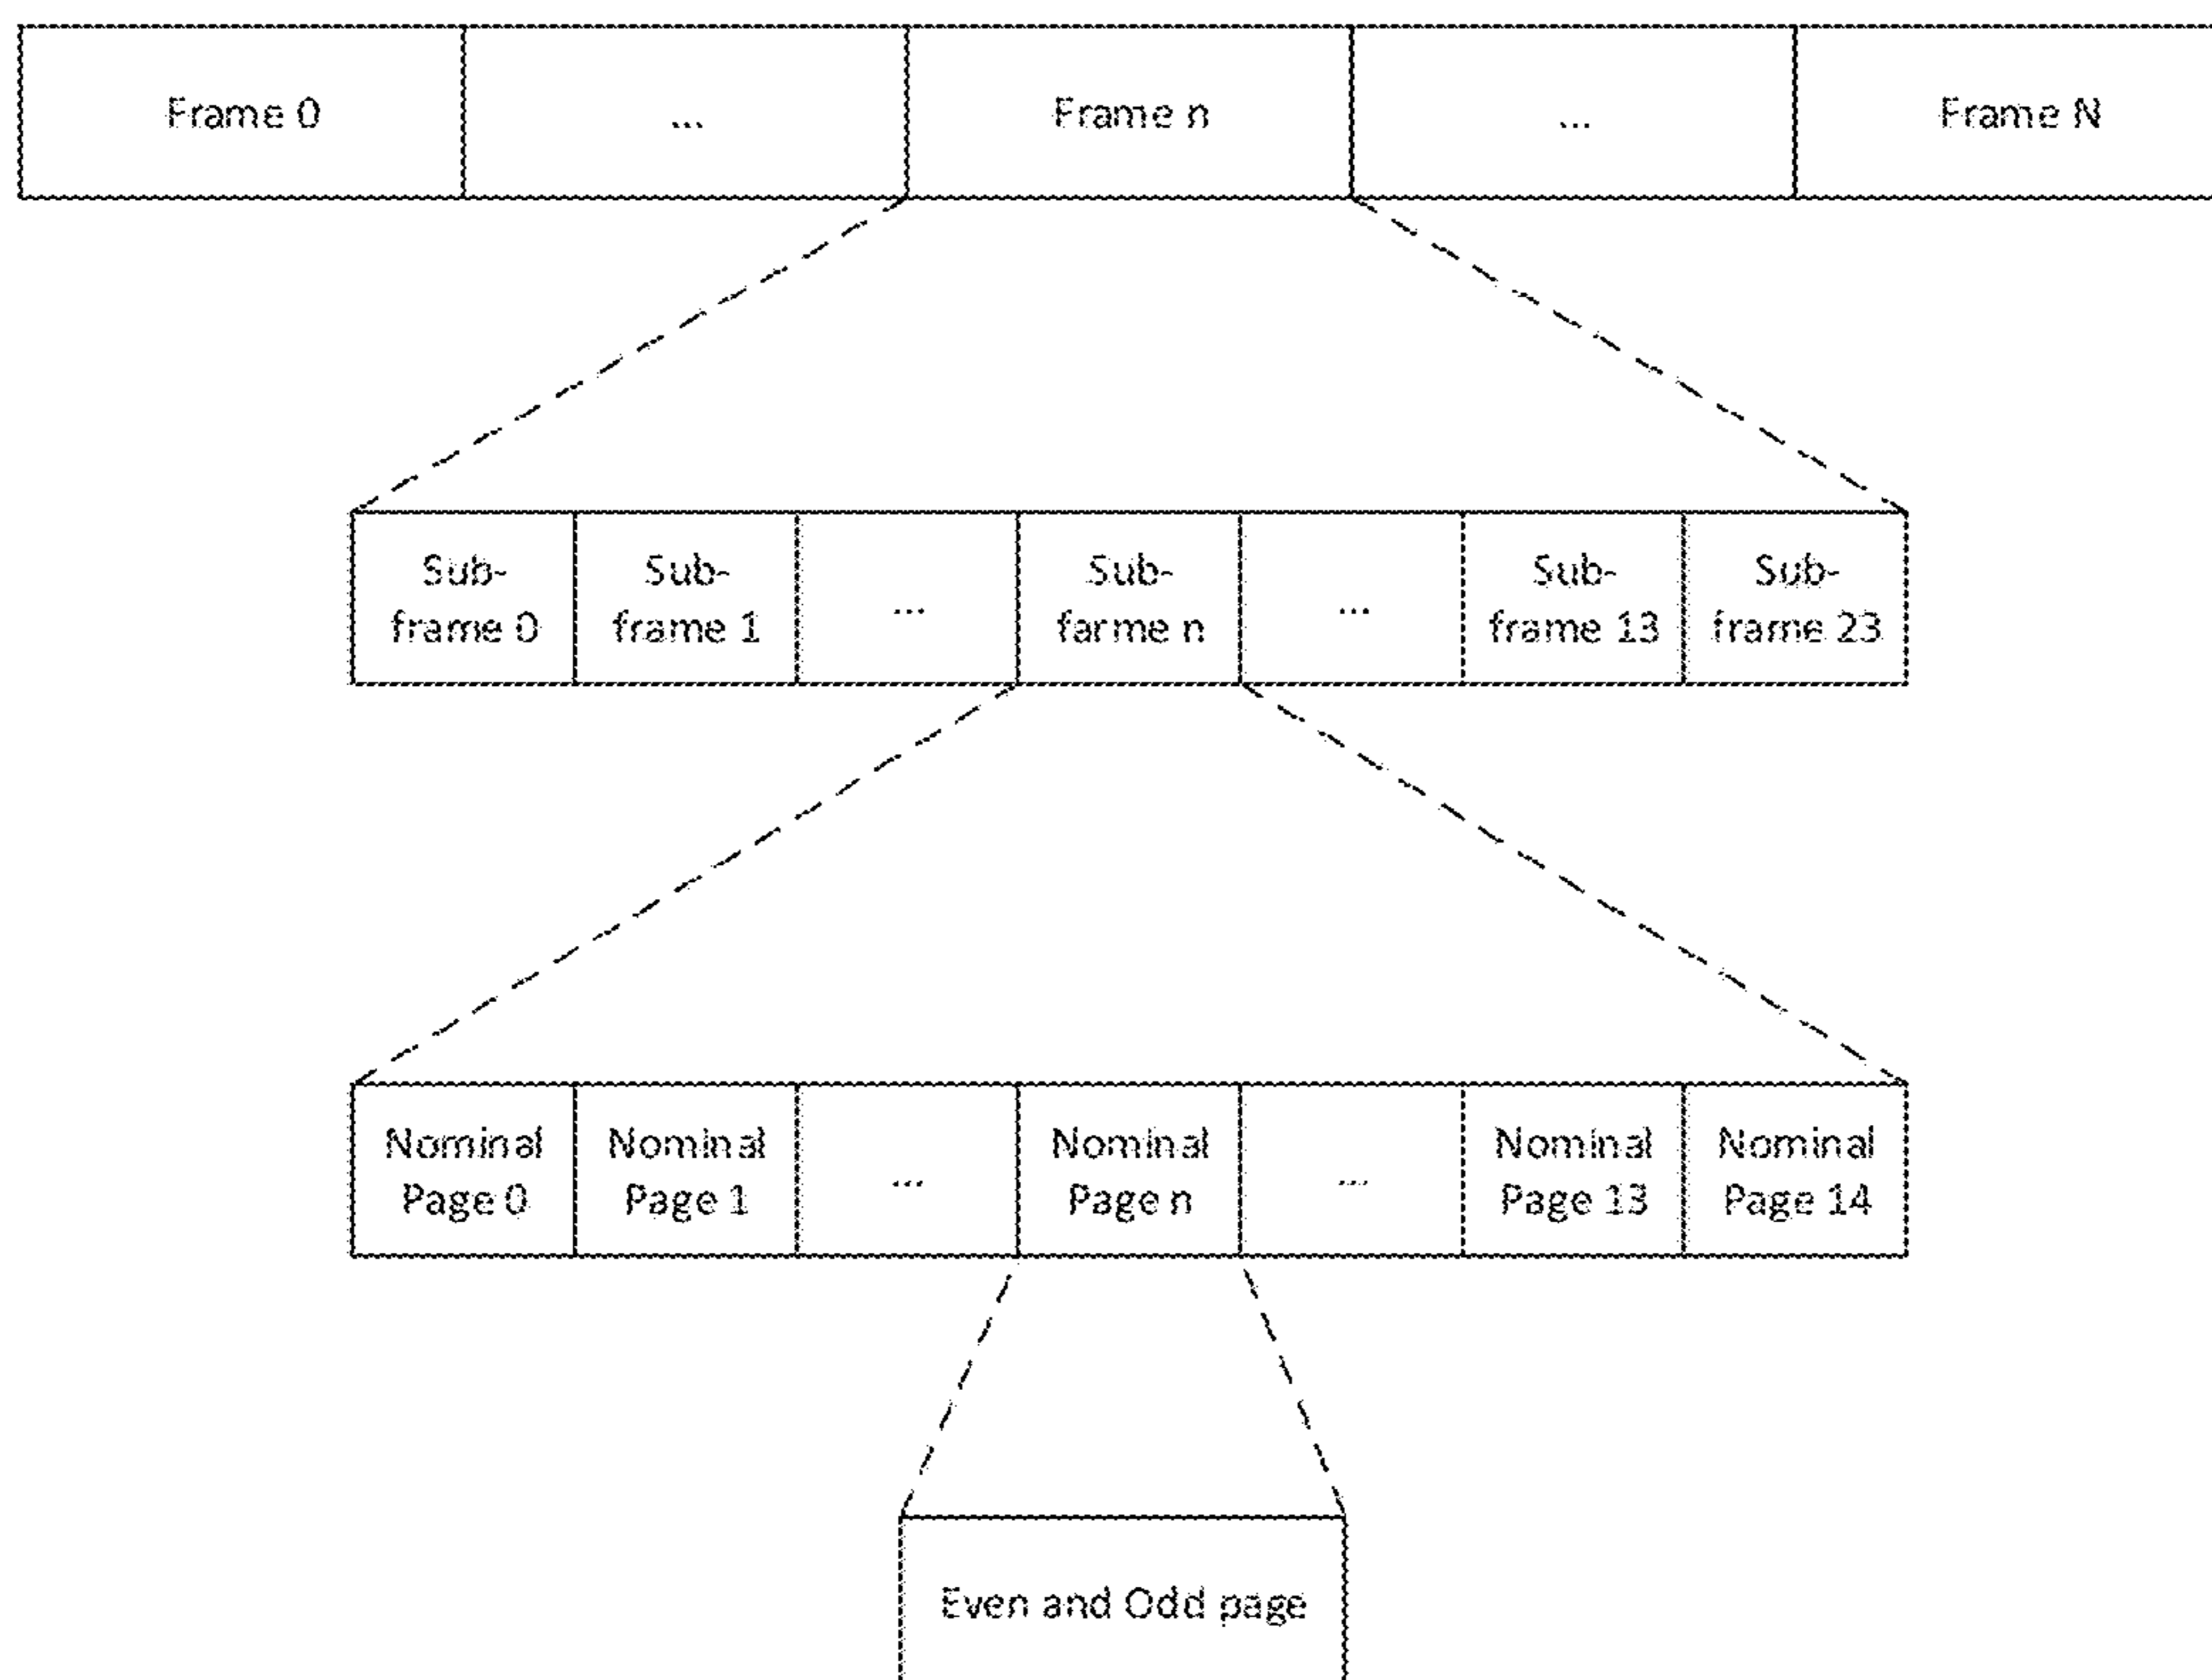 Frame 0
...
Frame n
...
Frame N
Sub-
frame 0
Sub-
frame 1
...
Sub-
farme n
...
Sub-
frame 13
Sub-
frame 23
Nominal
Page 0
Nominal
Page 1
...
Nominal
Page n
...
Nominal
Page 13
Nominal
Page 14
Even and Odd page